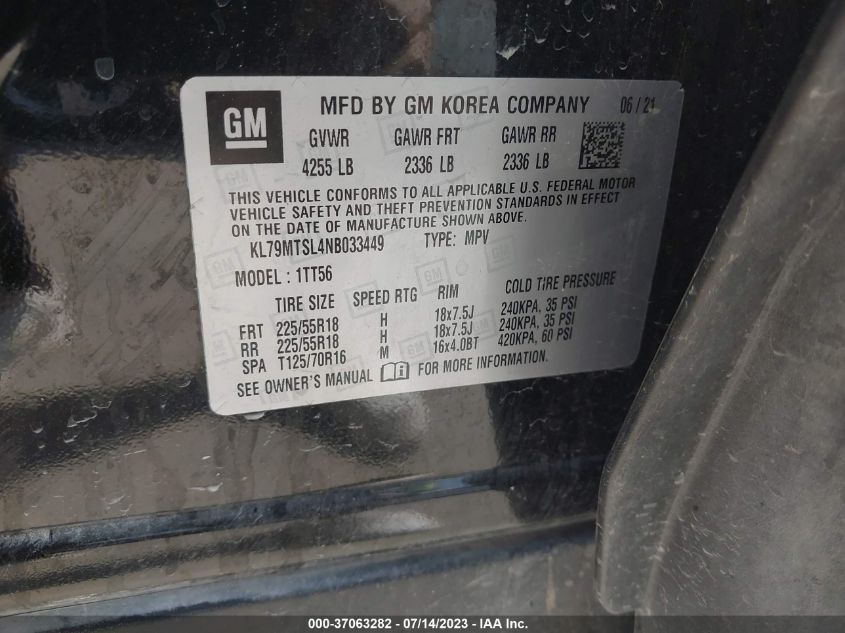 GM MFD BY GM KOREA COMPANY 06 / 21
GVWR GAWR FRT GAWR RR
4255 LB 2336 LB 2336 LB
THIS VEHICLE CONFORMS TO ALL APPLICABLE U.S. FEDERAL MOTOR
VEHICLE SAFETY AND THEFT PREVENTION STANDARDS IN EFFECT
ON THE DATE OF MANUFACTURE SHOWN ABOVE.
KL79MTSL4NB033449 TYPE: MPV
MODEL : 1TT56
TIRE SIZE SPEED RTG RIM COLD TIRE PRESSURE
FRT 225/55R18 H 18x7.5J 240KPA, 35 PSI
RR 225/55R18 H 18x7.5J 240KPA, 35 PSI
SPA T125/70R16 M 16x4.0BT 420KPA, 60 PSI
SEE OWNER'S MANUAL FOR MORE INFORMATION.
000-37063282 - 07/14/2023 - IAA Inc.